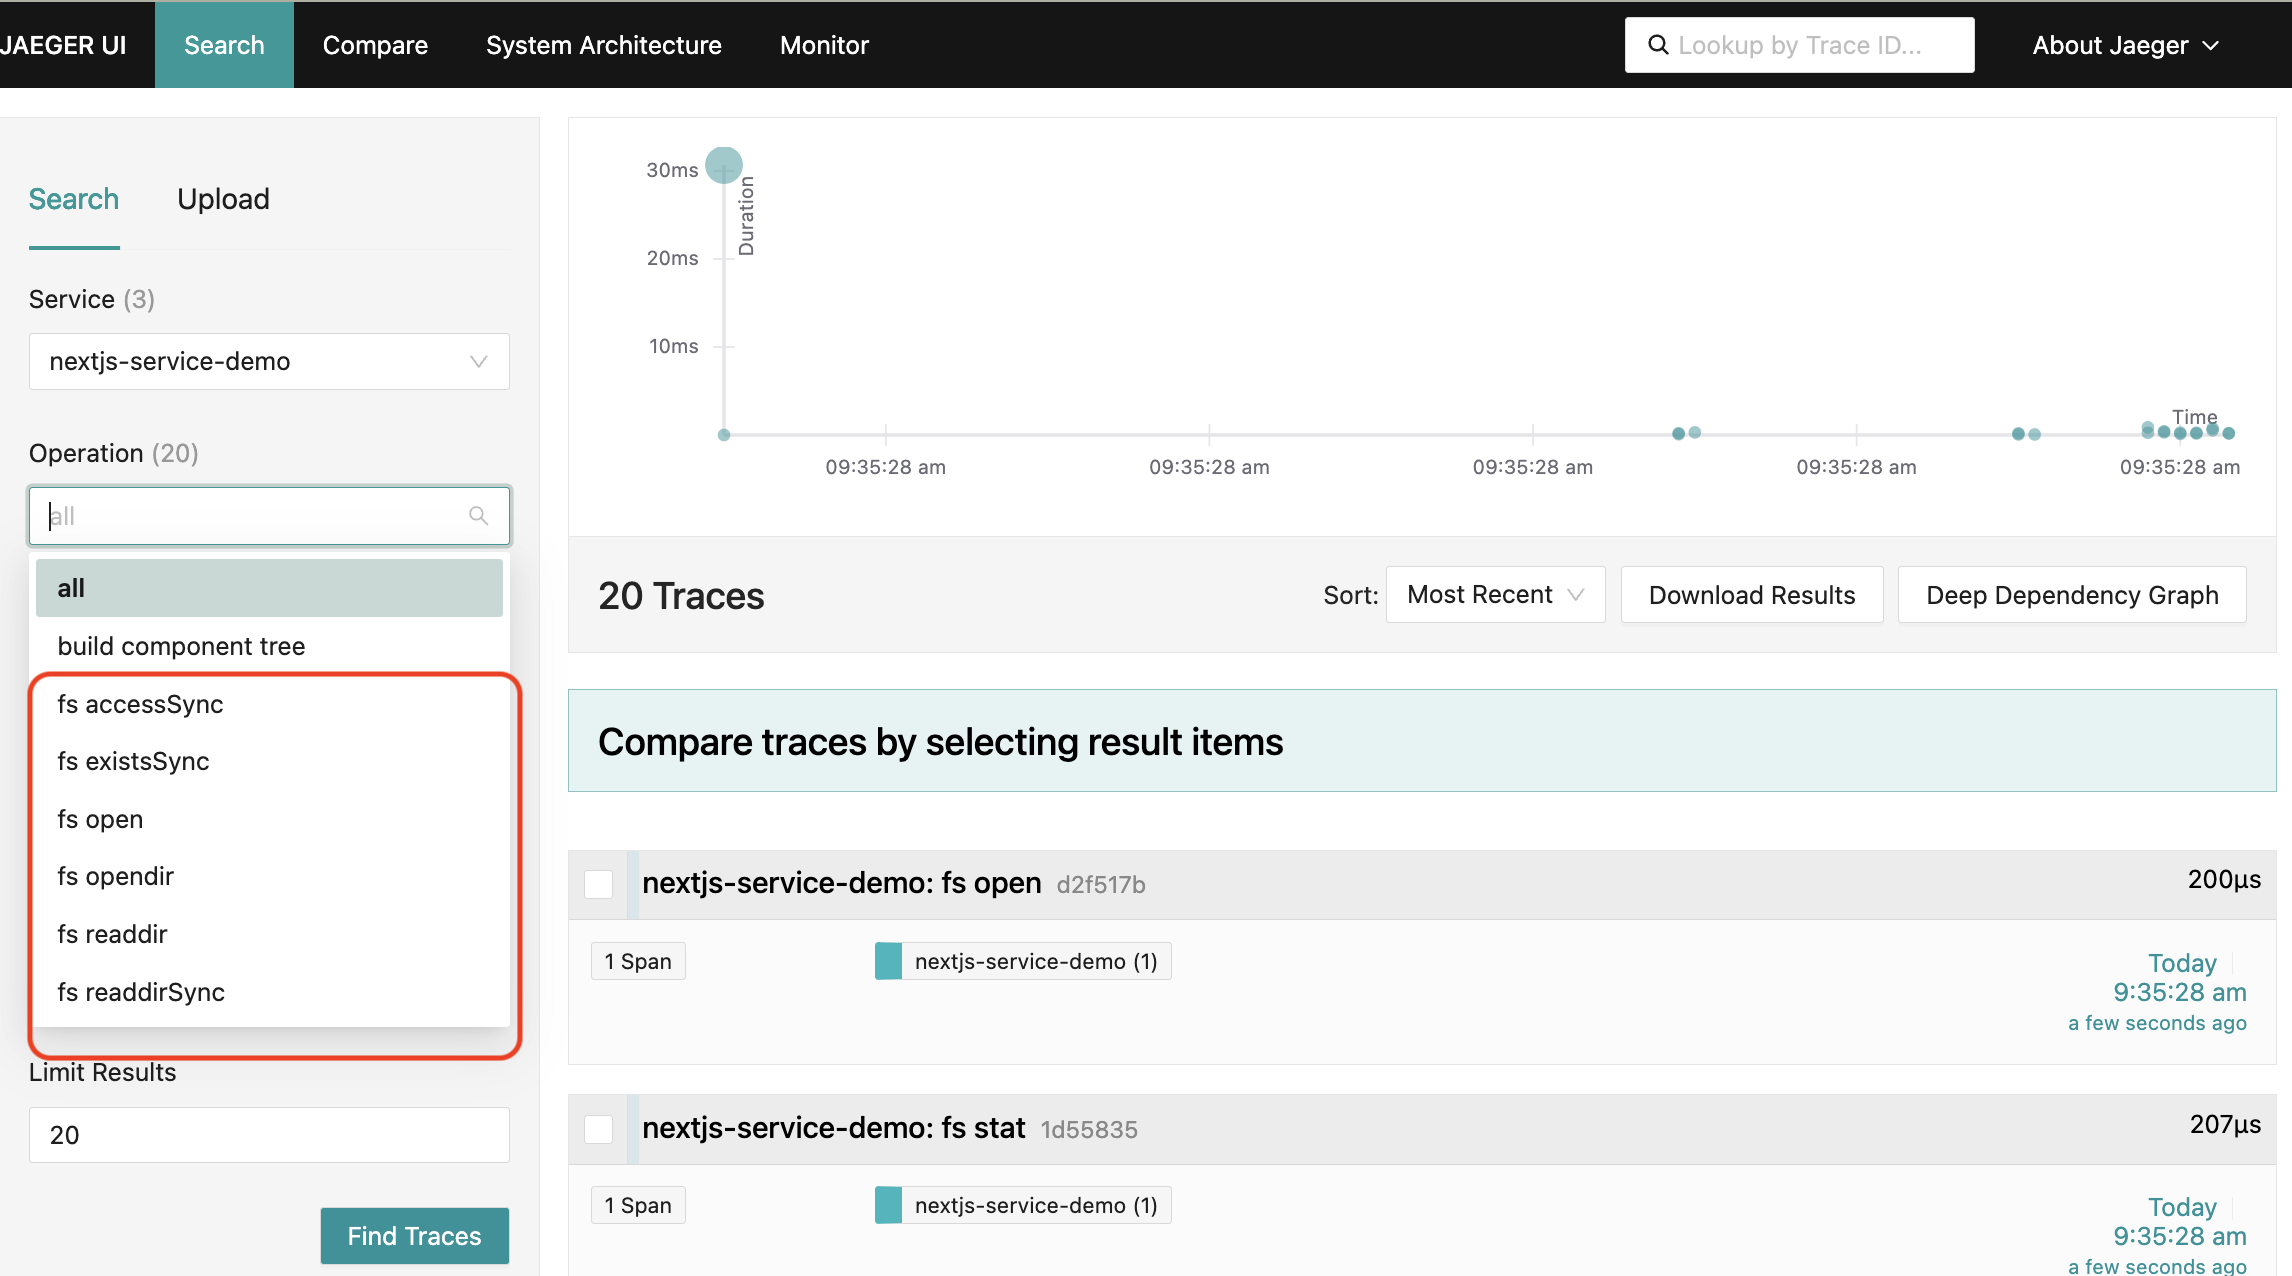 JAEGER UI
Search
Compare
System Architecture
Monitor
Lookup by Trace ID...
About Jaeger
Search
Upload
Service (3)
nextjs-service-demo
Operation (20)
all
all
build component tree
fs accessSync
fs existsSync
fs open
fs opendir
fs readdir
fs readdirSync
Limit Results
20
Find Traces
30ms
20ms
10ms
Duration
Time
09:35:28 am
09:35:28 am
09:35:28 am
09:35:28 am
09:35:28 am
20 Traces
Sort:
Most Recent
Download Results
Deep Dependency Graph
Compare traces by selecting result items
nextjs-service-demo: fs open d2f517b
200μs
1 Span
nextjs-service-demo (1)
Today
9:35:28 am
a few seconds ago
nextjs-service-demo: fs stat 1d55835
207μs
1 Span
nextjs-service-demo (1)
Today
9:35:28 am
a few seconds ago